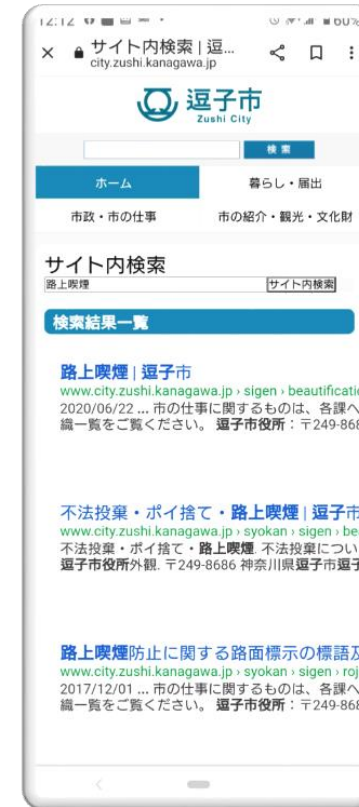 12:12
60%
サイト内検索 | 逗...
city.zushi.kanagawa.jp
逗子市
Zushi City
検索
ホーム
暮らし・届出
市政・市の仕事
市の紹介・観光・文化財
サイト内検索
路上喫煙
サイト内検索
検索結果一覧
路上喫煙 | 逗子市
www.city.zushi.kanagawa.jp › sigen › beautificatio
2020/06/22 ... 市の仕事に関するものは、各課へ
織一覧をご覧ください。 逗子市役所：〒249-868
不法投棄・ポイ捨て・路上喫煙 | 逗子市
www.city.zushi.kanagawa.jp › syokan › sigen › be
不法投棄・ポイ捨て・路上喫煙. 不法投棄につい
逗子市役所外観. 〒249-8686 神奈川県逗子市逗子
路上喫煙防止に関する路面標示の標語及
www.city.zushi.kanagawa.jp › syokan › sigen › roj
2017/12/01 ... 市の仕事に関するものは、各課へ
織一覧をご覧ください。 逗子市役所：〒249-868